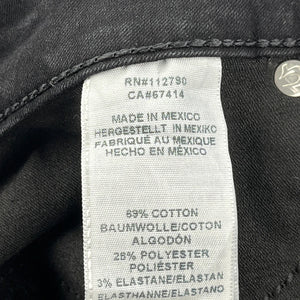 RN#112790
CA#67414
MADE IN MEXICO
HERGESTELLT IN MEXIKO
FABRIQUÉ AU MEXIQUE
HECHO EN MÉXICO
69% COTTON
BAUMWOLLE/COTON
ALGODÓN
28% POLYESTER
POLIÉSTER
3% ELASTANE/ELASTAN
ELASTHANNE/ELASTANO